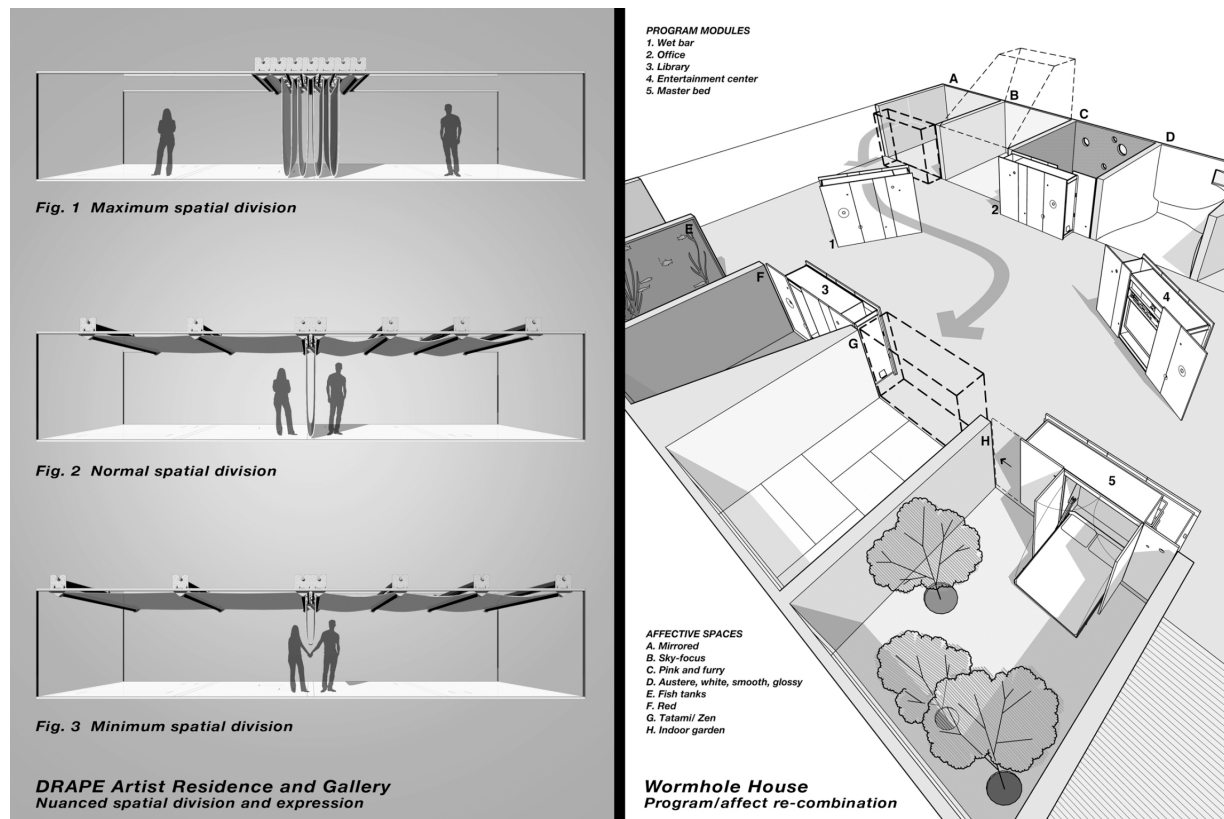 Fig. 1 Maximum spatial division
Fig. 2 Normal spatial division
Fig. 3 Minimum spatial division
DRAPE Artist Residence and Gallery
Nuanced spatial division and expression
PROGRAM MODULES
1. Wet bar
2. Office
3. Library
4. Entertainment center
5. Master bed
A
B
C
D
2
1
E
F
3
4
G
H
5
AFFECTIVE SPACES
A. Mirrored
B. Sky-focus
C. Pink and furry
D. Austere, white, smooth, glossy
E. Fish tanks
F. Red
G. Tatami/ Zen
H. Indoor garden
Wormhole House
Program/affect re-combination